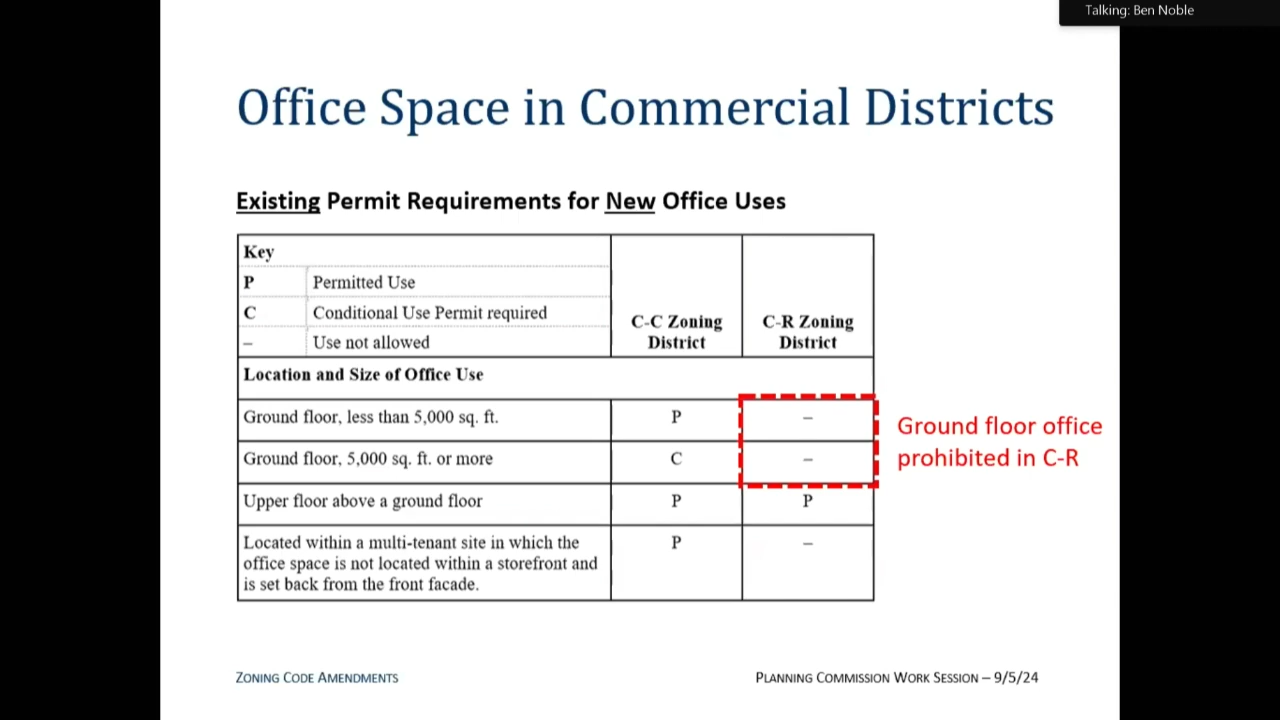 Talking: Ben Noble
Office Space in Commercial Districts
Existing Permit Requirements for New Office Uses
Key
P Permitted Use
C Conditional Use Permit required
– Use not allowed
C-C Zoning
District
C-R Zoning
District
Location and Size of Office Use
Ground floor, less than 5,000 sq. ft. P –
Ground floor, 5,000 sq. ft. or more C –
Upper floor above a ground floor P P
Located within a multi-tenant site in which the P –
office space is not located within a storefront and
is set back from the front facade.
Ground floor office
prohibited in C-R
ZONING CODE AMENDMENTS
PLANNING COMMISSION WORK SESSION – 9/5/24